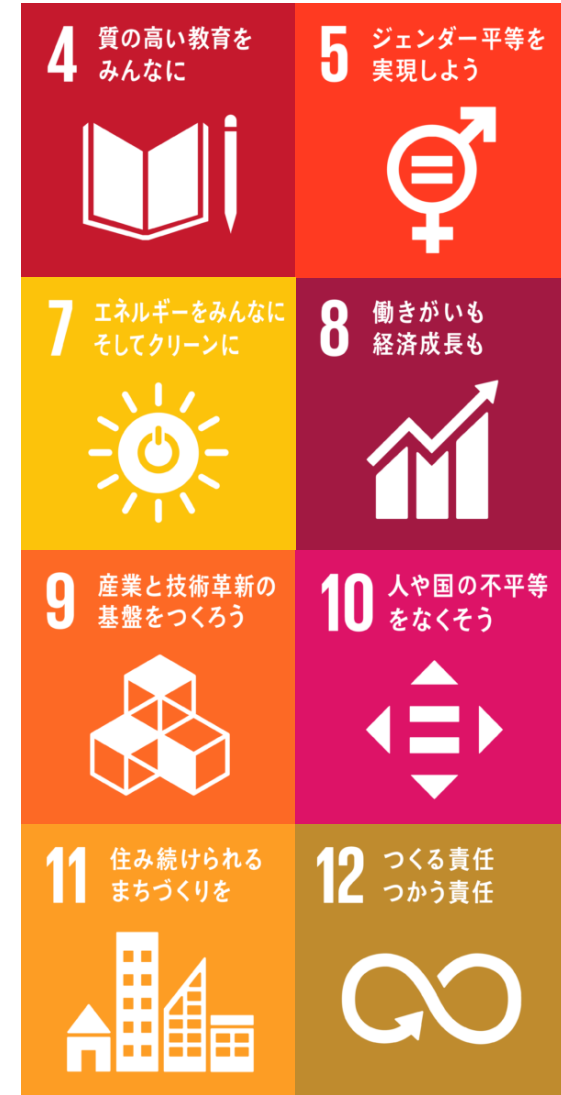 4 質の高い教育を
みんなに
5 ジェンダー平等を
実現しよう
7 エネルギーをみんなに
そしてクリーンに
8 働きがいも
経済成長も
9 産業と技術革新の
基盤をつくろう
10 人や国の不平等
をなくそう
11 住み続けられる
まちづくりを
12 つくる責任
つかう責任